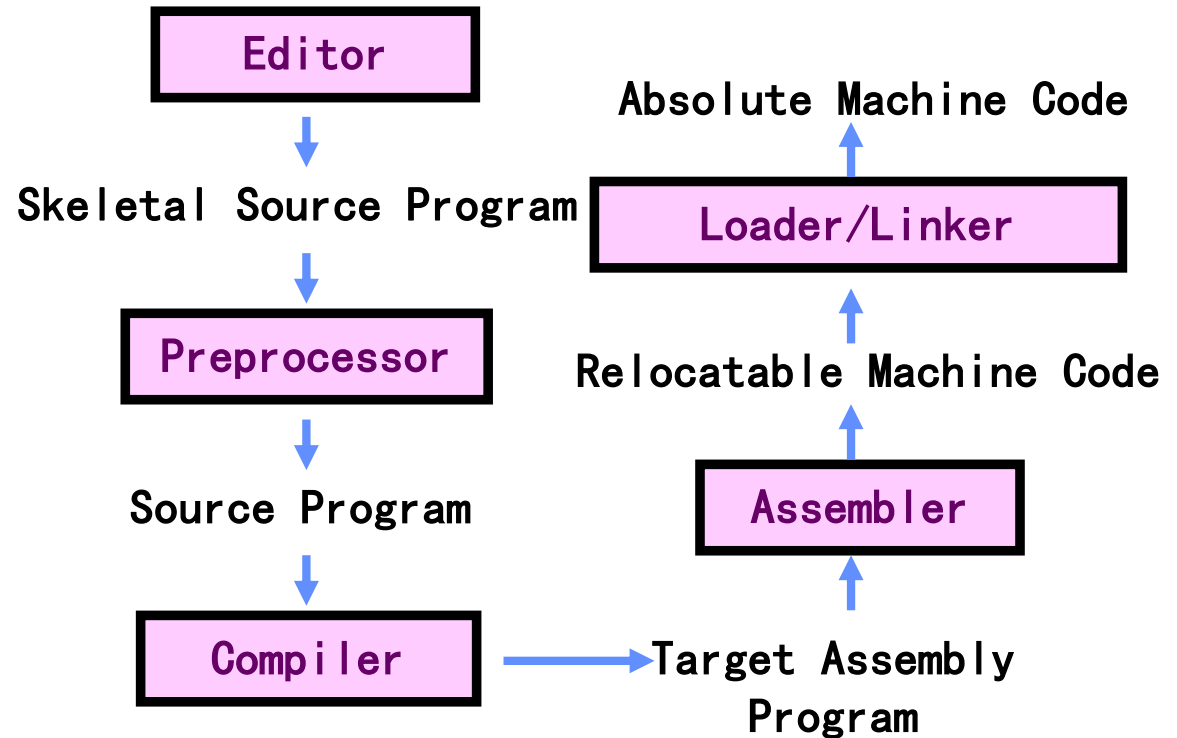 Editor
Skeletal Source Program
Preprocessor
Source Program
Compiler
Target Assembly
Program
Assembler
Relocatable Machine Code
Loader/Linker
Absolute Machine Code